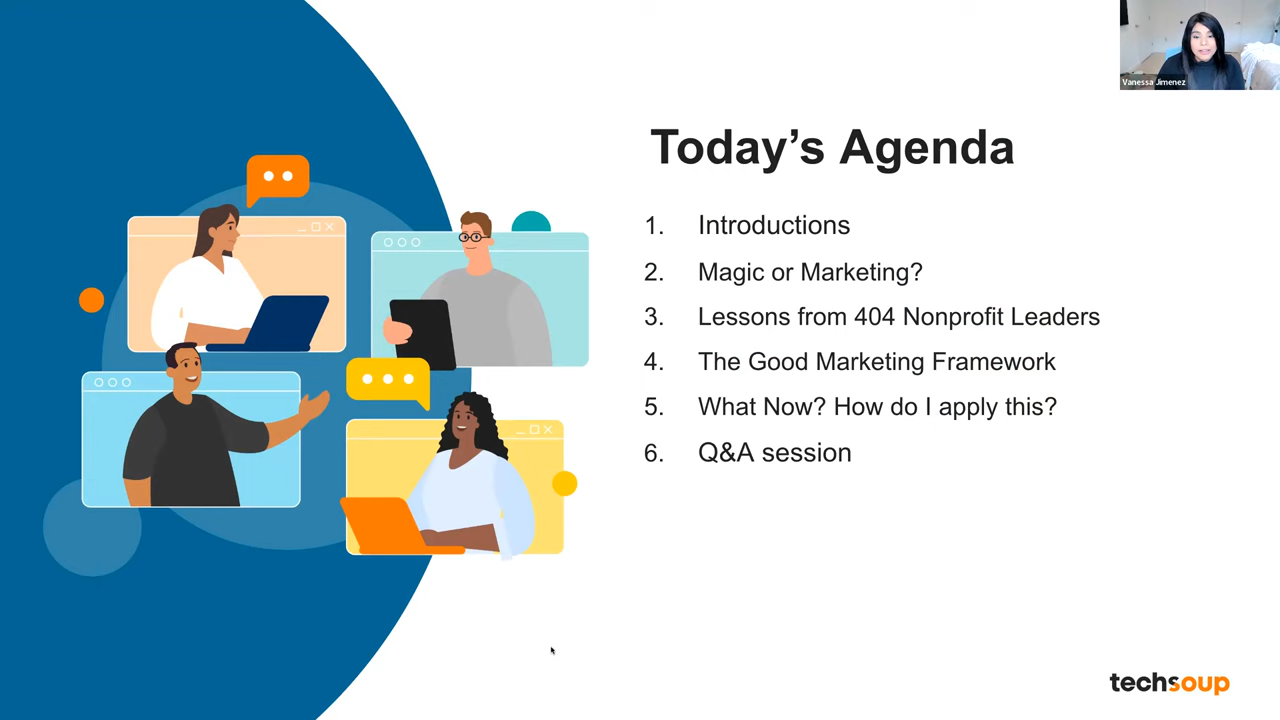 Vanessa Jimenez
Today's Agenda
1. Introductions
2. Magic or Marketing?
3. Lessons from 404 Nonprofit Leaders
4. The Good Marketing Framework
5. What Now? How do I apply this?
6. Q&A session
techsoup